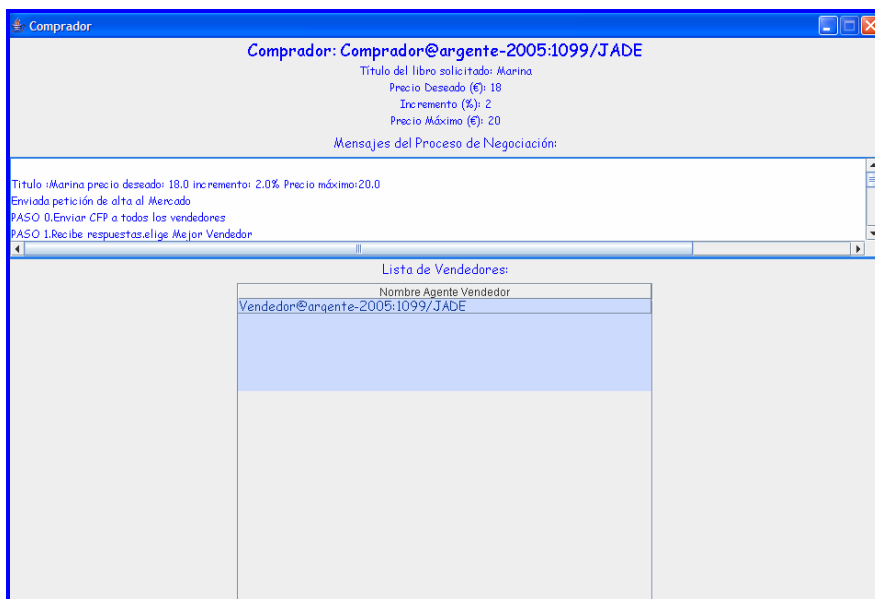 Comprador
Comprador: Comprador@argente-2005:1099/JADE
Título del libro solicitado: Marina
Precio Deseado (€): 18
Incremento (%): 2
Precio Máximo (€): 20
Mensajes del Proceso de Negociación:
Titulo :Marina precio deseado: 18.0 incremento: 2.0% Precio máximo:20.0
Enviada petición de alta al Mercado
PASO 0.Enviar CFP a todos los vendedores
PASO 1.Recibe respuestas.elige Mejor Vendedor
Lista de Vendedores:
Nombre Agente Vendedor
Vendedor@argente-2005:1099/JADE